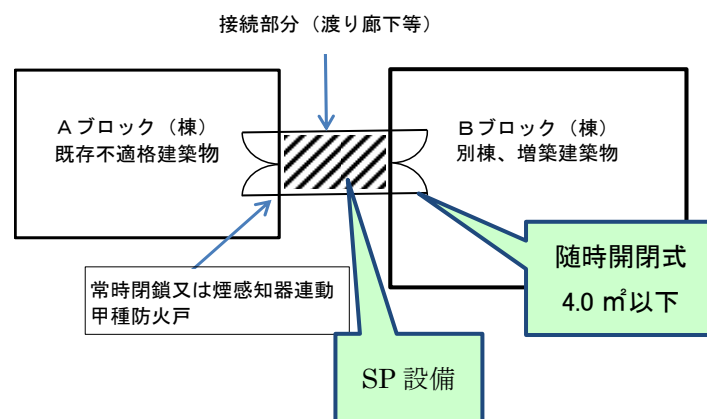 接続部分（渡り廊下等）
Ａブロック（棟）
既存不適格建築物
Ｂブロック（棟）
別棟、増築建築物
常時閉鎖又は煙感知器連動
甲種防火戸
随時開閉式
4.0 ㎡以下
SP 設備